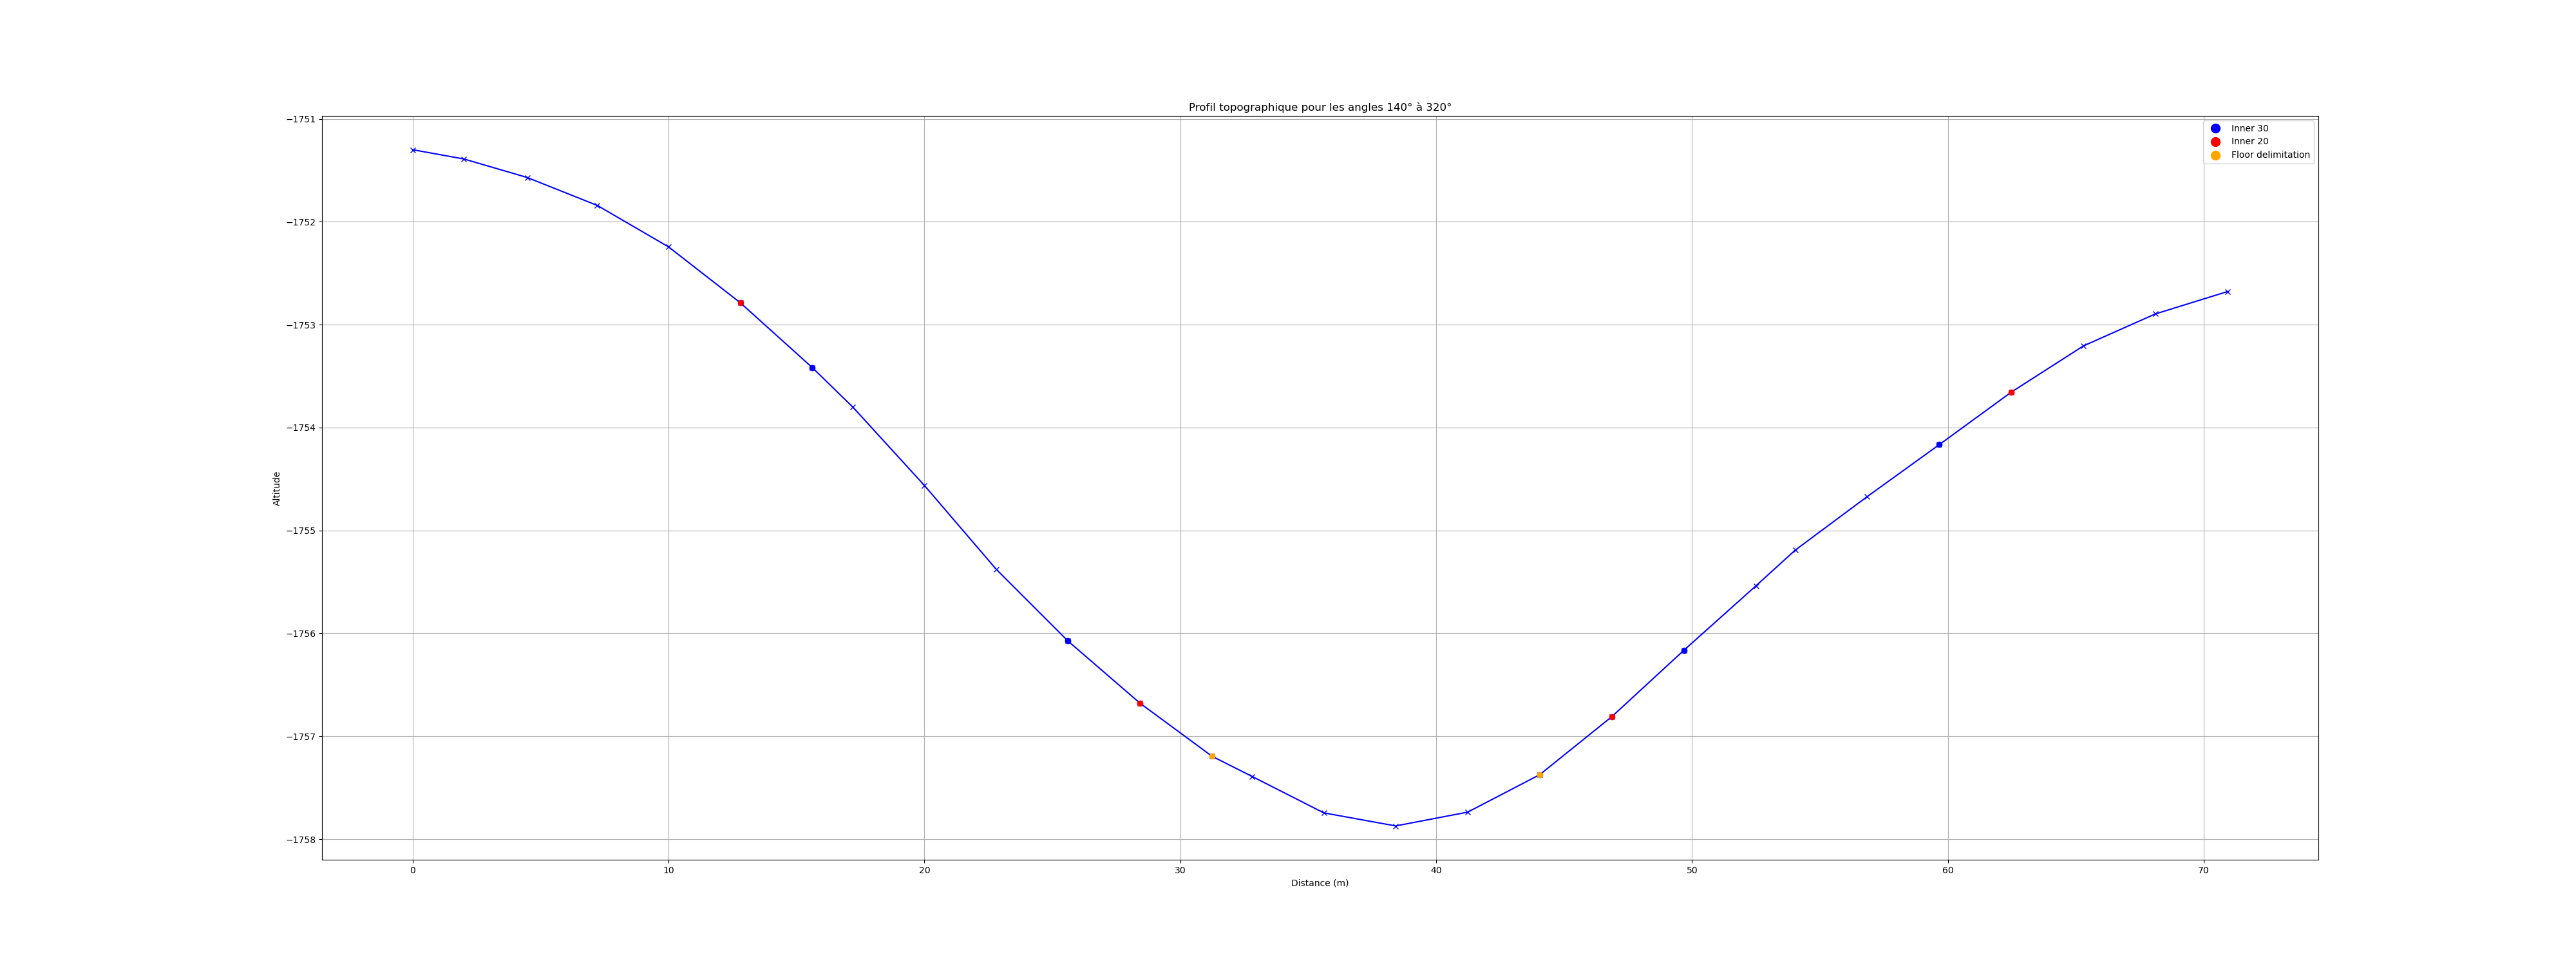 Profil topographique pour les angles 140° à 320°
Inner 30
Inner 20
Floor delimitation
Altitude
−1751
−1752
−1753
−1754
−1755
−1756
−1757
−1758
0 10 20 30 40 50 60 70
Distance (m)